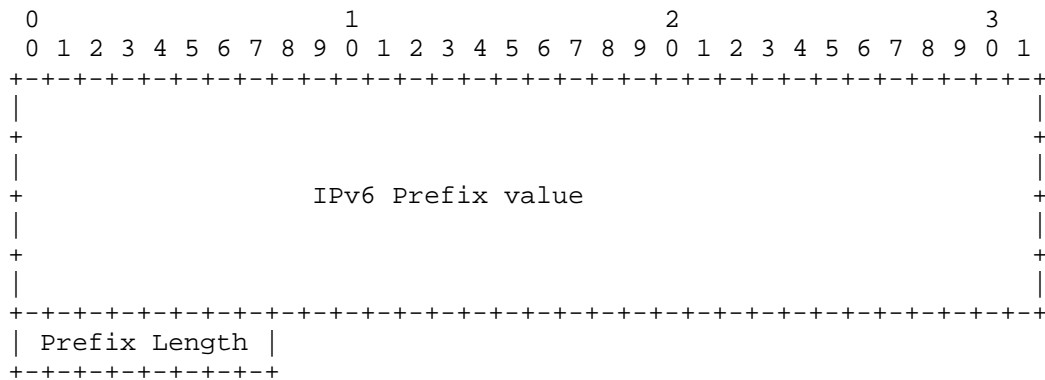 0                   1                   2                   3
 0 1 2 3 4 5 6 7 8 9 0 1 2 3 4 5 6 7 8 9 0 1 2 3 4 5 6 7 8 9 0 1
+-+-+-+-+-+-+-+-+-+-+-+-+-+-+-+-+-+-+-+-+-+-+-+-+-+-+-+-+-+-+-+-+
|                                                               |
+                                                               +
|                                                               |
+                  IPv6 Prefix value                            +
|                                                               |
+                                                               +
|                                                               |
+-+-+-+-+-+-+-+-+-+-+-+-+-+-+-+-+-+-+-+-+-+-+-+-+-+-+-+-+-+-+-+-+
| Prefix Length |
+-+-+-+-+-+-+-+-+